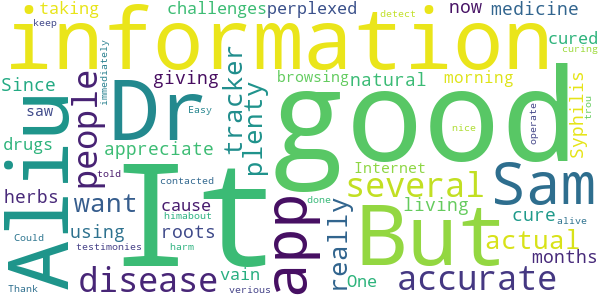 taking
challenges
perplexed
now
medicine
keep
information
detect
cured
curing
Since
immediately
giving
browsing
natural
morning
saw
people
Dr
tracker
plenty
good
Syphilis
trou
drugs
Aliu
Easy
appreciate
operate
nice
told
It
contacted
Internet
Sam
herbs
want
cause
himabout
app
done
really
several
living
But
cure
alive
using
roots
testimonies
harm
Could
disease
vain
One
actual
months
Thank
verious
accurate